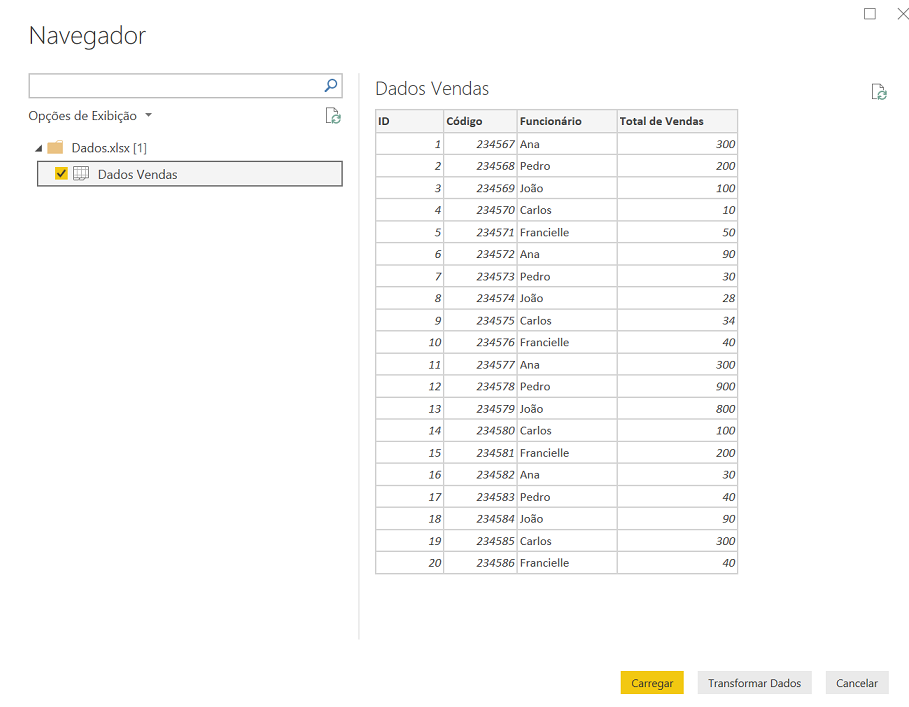 Navegador
Opções de Exibição
Dados.xlsx [1]
Dados Vendas
Dados Vendas
ID Código Funcionário Total de Vendas
1 234567 Ana 300
2 234568 Pedro 200
3 234569 João 100
4 234570 Carlos 10
5 234571 Francielle 50
6 234572 Ana 90
7 234573 Pedro 30
8 234574 João 28
9 234575 Carlos 34
10 234576 Francielle 40
11 234577 Ana 300
12 234578 Pedro 900
13 234579 João 800
14 234580 Carlos 100
15 234581 Francielle 200
16 234582 Ana 30
17 234583 Pedro 40
18 234584 João 90
19 234585 Carlos 300
20 234586 Francielle 40
Carregar Transformar Dados Cancelar